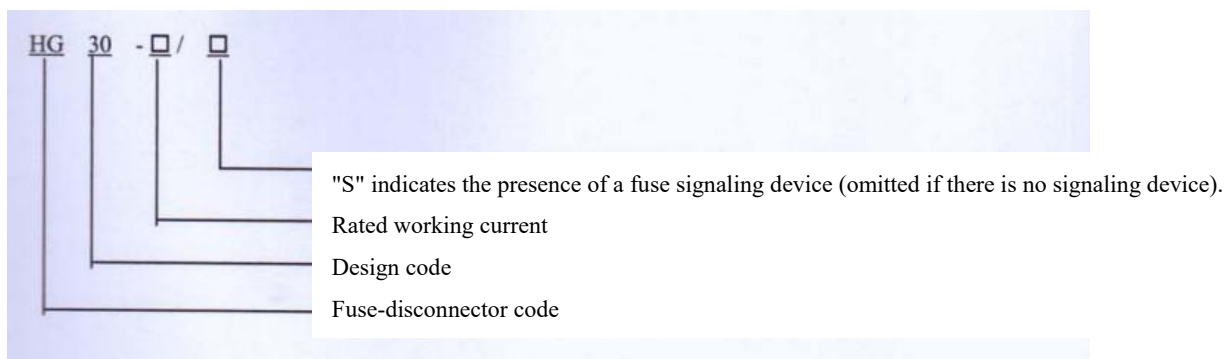 HG 30 -□/ □
"S" indicates the presence of a fuse signaling device (omitted if there is no signaling device).
Rated working current
Design code
Fuse-disconnector code